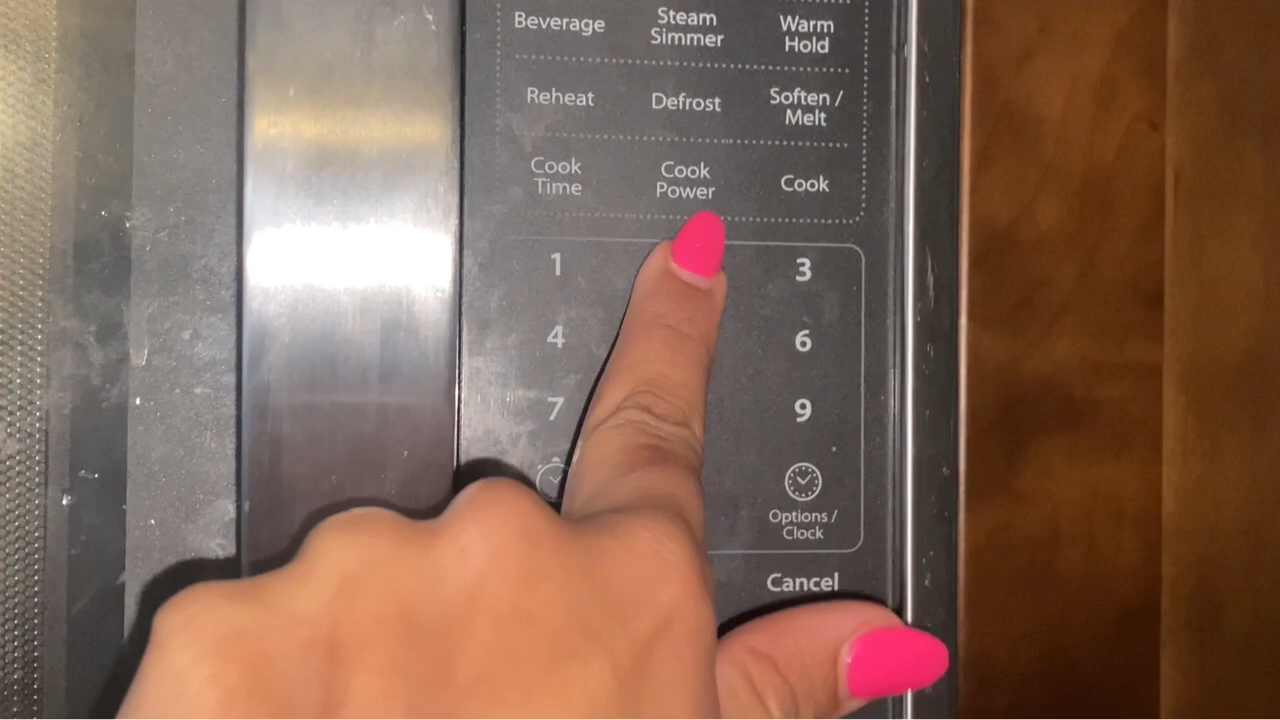 Beverage
Steam
Simmer
Warm
Hold
Reheat
Defrost
Soften /
Melt
Cook
Time
Cook
Power
Cook
1
3
4
6
7
9
Options /
Clock
Cancel